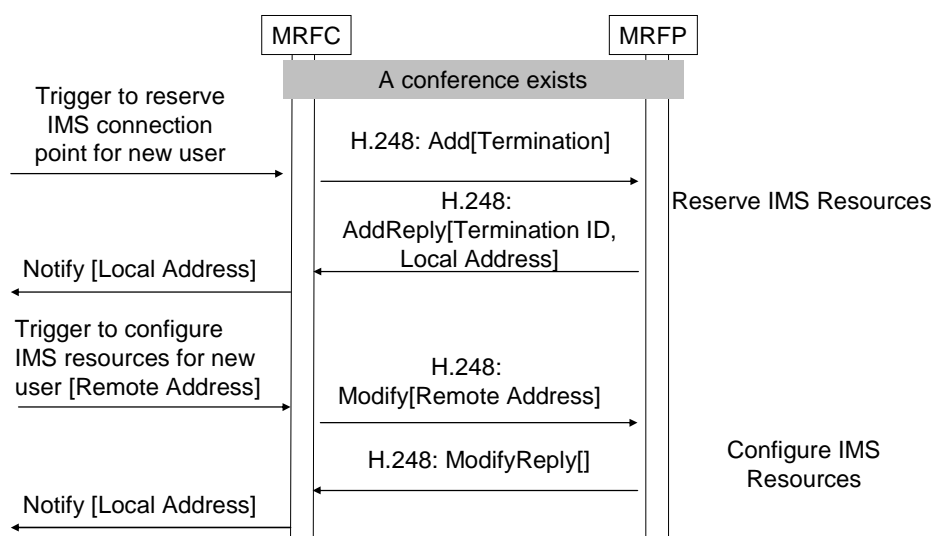 MRFC
MRFP
A conference exists
Trigger to reserve
IMS connection
point for new user
H.248: Add[Termination]
Reserve IMS Resources
H.248:
AddReply[Termination ID,
Local Address]
Notify [Local Address]
Trigger to configure
IMS resources for new
user [Remote Address]
H.248:
Modify[Remote Address]
H.248: ModifyReply[]
Configure IMS
Resources
Notify [Local Address]